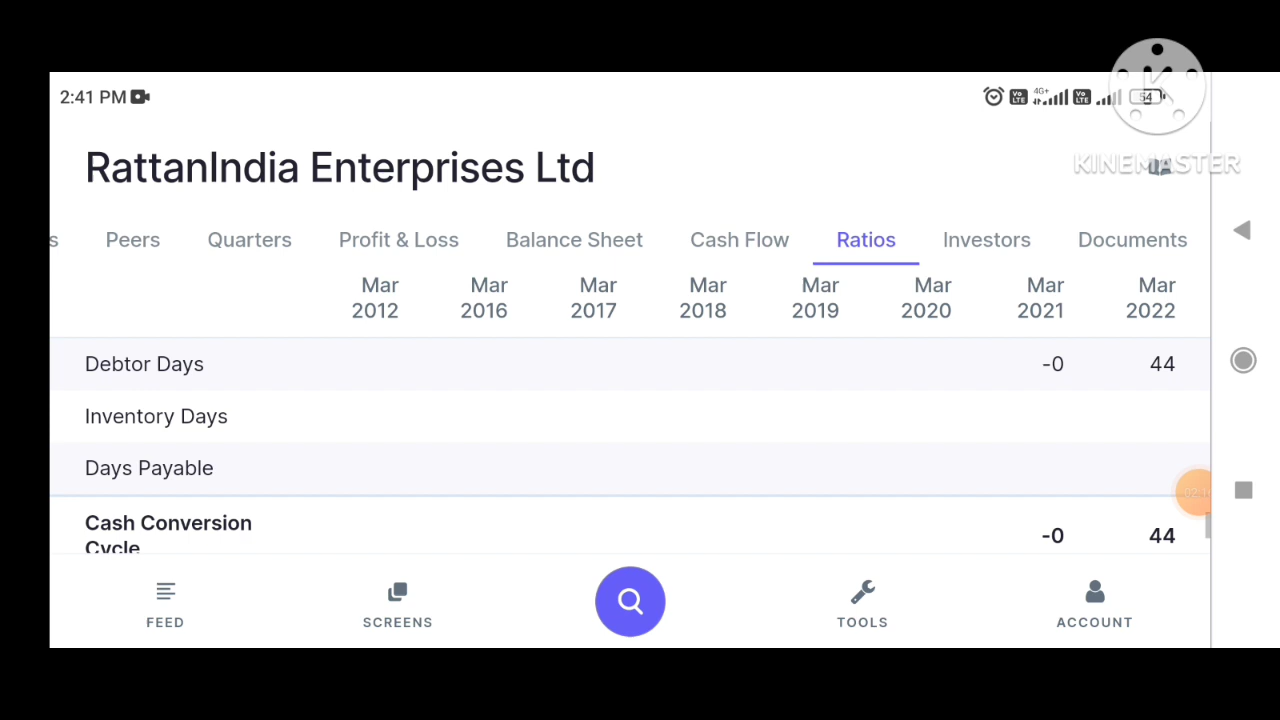 2:41 PM
4G+
54
KINEMASTER
RattanIndia Enterprises Ltd
s Peers Quarters Profit & Loss Balance Sheet Cash Flow Ratios Investors Documents
Mar 2012 Mar 2016 Mar 2017 Mar 2018 Mar 2019 Mar 2020 Mar 2021 Mar 2022
Debtor Days -0 44
Inventory Days
Days Payable
Cash Conversion
Cycle -0 44
FEED SCREENS TOOLS ACCOUNT